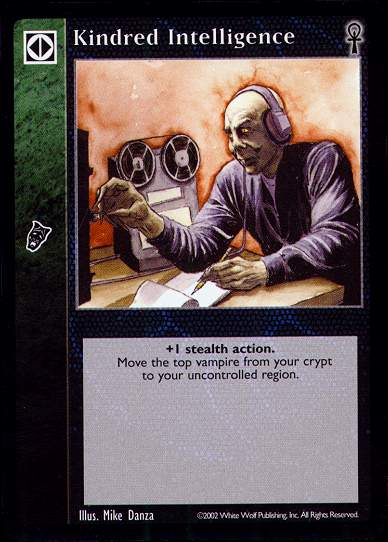 Kindred Intelligence
+1 stealth action.
Move the top vampire from your crypt
to your uncontrolled region.
Illus. Mike Danza
©2002 White Wolf Publishing, Inc. All Rights Reserved.